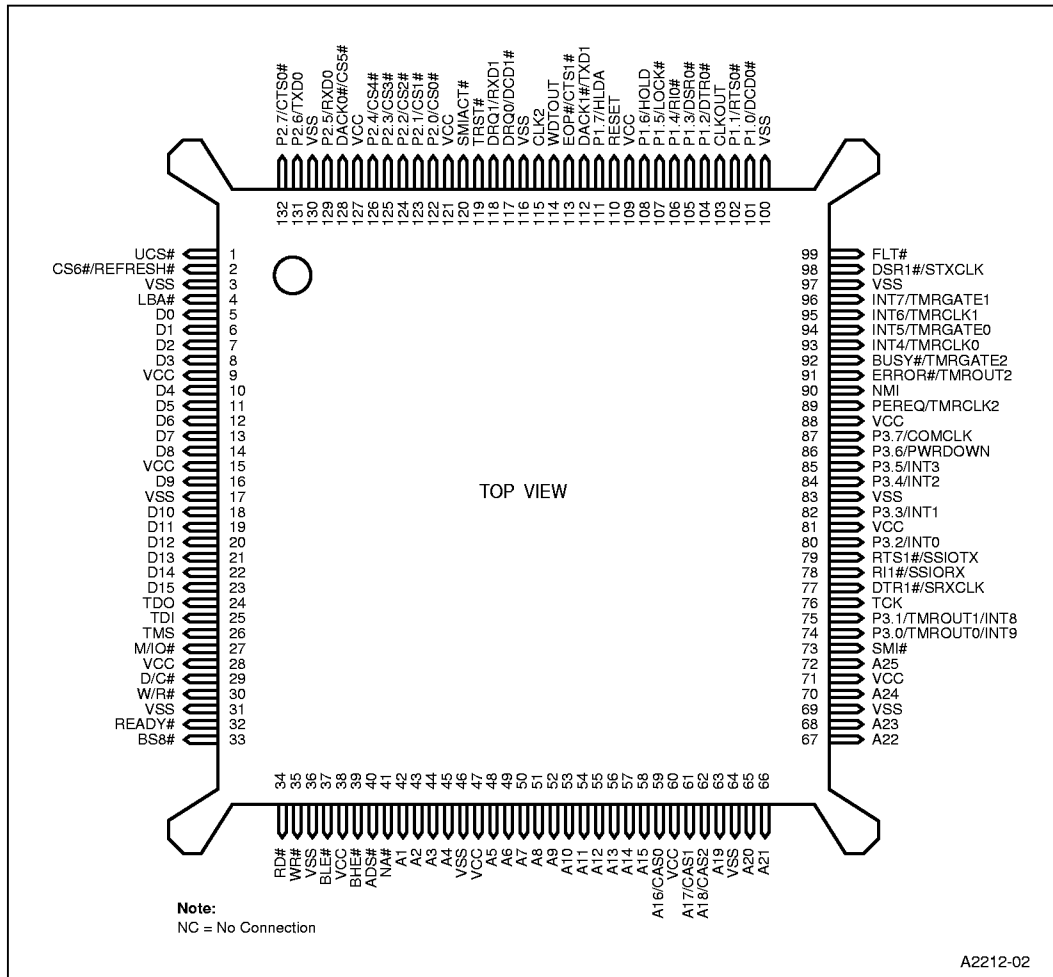 P2.7/CTS0#
P2.6/TXD0
VSS
P2.5/RXD0
DACK0#/CS5#
VCC
P2.4/CS4#
P2.3/CS3#
P2.2/CS2#
P2.1/CS1#
P2.0/CS0#
VCC
SMIACT#
TRST#
DRQ1/RXD1
DRQ0/DCD1#
VSS
CLK2
WDTOUT
EOP#/CTS1#
DACK1#/TXD1
P1.7/HLDA
RESET
VCC
P1.6/HOLD
P1.5/LOCK#
P1.4/RI0#
P1.3/DSR0#
P1.2/DTR0#
CLKOUT
P1.1/RTS0#
P1.0/DCD0#
VSS
132
131
130
129
128
127
126
125
124
123
122
121
120
119
118
117
116
115
114
113
112
111
110
109
108
107
106
105
104
103
102
101
100
UCS# 1
CS6#/REFRESH# 2
VSS 3
LBA# 4
D0 5
D1 6
D2 7
D3 8
VCC 9
D4 10
D5 11
D6 12
D7 13
D8 14
VCC 15
D9 16
VSS 17
D10 18
D11 19
D12 20
D13 21
D14 22
D15 23
TDO 24
TDI 25
TMS 26
M/IO# 27
VCC 28
D/C# 29
W/R# 30
VSS 31
READY# 32
BS8# 33
TOP VIEW
99 FLT#
98 DSR1#/STXCLK
97 VSS
96 INT7/TMRGATE1
95 INT6/TMRCLK1
94 INT5/TMRGATE0
93 INT4/TMRCLK0
92 BUSY#/TMRGATE2
91 ERROR#/TMROUT2
90 NMI
89 PEREQ/TMRCLK2
88 VCC
87 P3.7/COMCLK
86 P3.6/PWRDOWN
85 P3.5/INT3
84 P3.4/INT2
83 VSS
82 P3.3/INT1
81 VCC
80 P3.2/INT0
79 RTS1#/SSIOTX
78 RI1#/SSIORX
77 DTR1#/SRXCLK
76 TCK
75 P3.1/TMROUT1/INT8
74 P3.0/TMROUT0/INT9
73 SMI#
72 A25
71 VCC
70 A24
69 VSS
68 A23
67 A22
34
35
36
37
38
39
40
41
42
43
44
45
46
47
48
49
50
51
52
53
54
55
56
57
58
59
60
61
62
63
64
65
66
RD#
WR#
VSS
BLE#
VCC
BHE#
ADS#
NA#
A1
A2
A3
A4
VSS
VCC
A5
A6
A7
A8
A9
A10
A11
A12
A13
A14
A15
A16/CAS0
VCC
A17/CAS1
A18/CAS2
A19
VSS
A20
A21
Note:
NC = No Connection
A2212-02